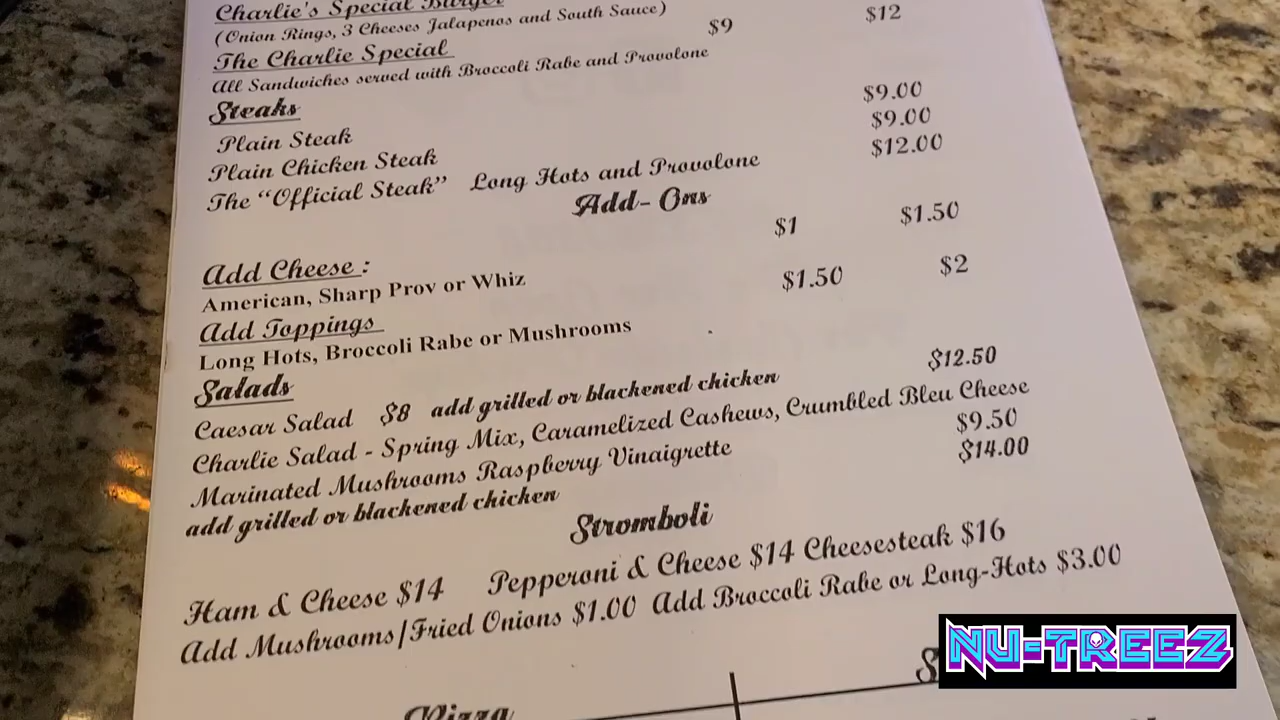 Charlie's Special Burger
(Onion Rings, 3 Cheeses Jalapenos and South Sauce) $9 $12
The Charlie Special
All Sandwiches served with Broccoli Rabe and Provolone
Steaks
Plain Steak $9.00
Plain Chicken Steak $9.00
The “Official Steak” Long Hots and Provolone $12.00
Add- Ons
$1 $1.50
Add Cheese :
American, Sharp Prov or Whiz $1.50 $2
Add Toppings
Long Hots, Broccoli Rabe or Mushrooms
Salads
Caesar Salad $8 add grilled or blackened chicken $12.50
Charlie Salad - Spring Mix, Caramelized Cashews, Crumbled Bleu Cheese
Marinated Mushrooms Raspberry Vinaigrette $9.50
add grilled or blackened chicken $14.00
Stromboli
Ham & Cheese $14 Pepperoni & Cheese $14 Cheesesteak $16
Add Mushrooms/Fried Onions $1.00 Add Broccoli Rabe or Long-Hots $3.00
Pizza
NU-TREEZ